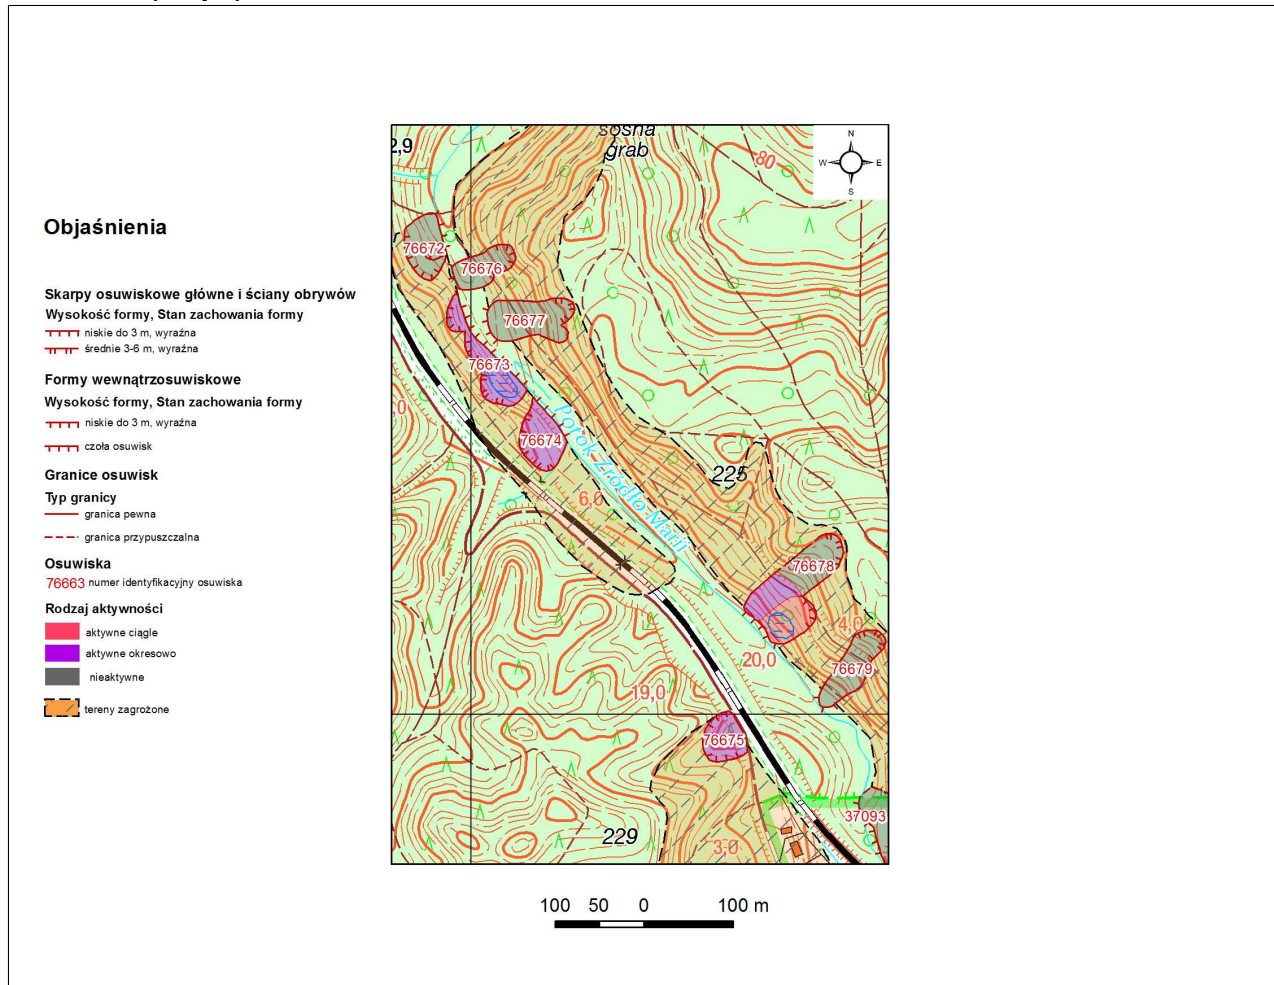 Objaśnienia
Skarpy osuwiskowe główne i ściany obrywów
Wysokość formy, Stan zachowania formy
niskie do 3 m, wyraźna
średnie 3-6 m, wyraźna
Formy wewnątrzosuwiskowe
Wysokość formy, Stan zachowania formy
niskie do 3 m, wyraźna
czoła osuwisk
Granice osuwisk
Typ granicy
granica pewna
granica przypuszczalna
Osuwiska
76663 numer identyfikacyjny osuwiska
Rodzaj aktywności
aktywne ciągle
aktywne okresowo
nieaktywne
tereny zagrożone
sosna
grab
2,9
80
N
W E
S
76672
76676
76677
76673
,0
76674
Potok Źródło Marii
225
6,0
76678
4,0
20,0
76679
19,0
76675
37093
229
3,0
100 50 0 100 m